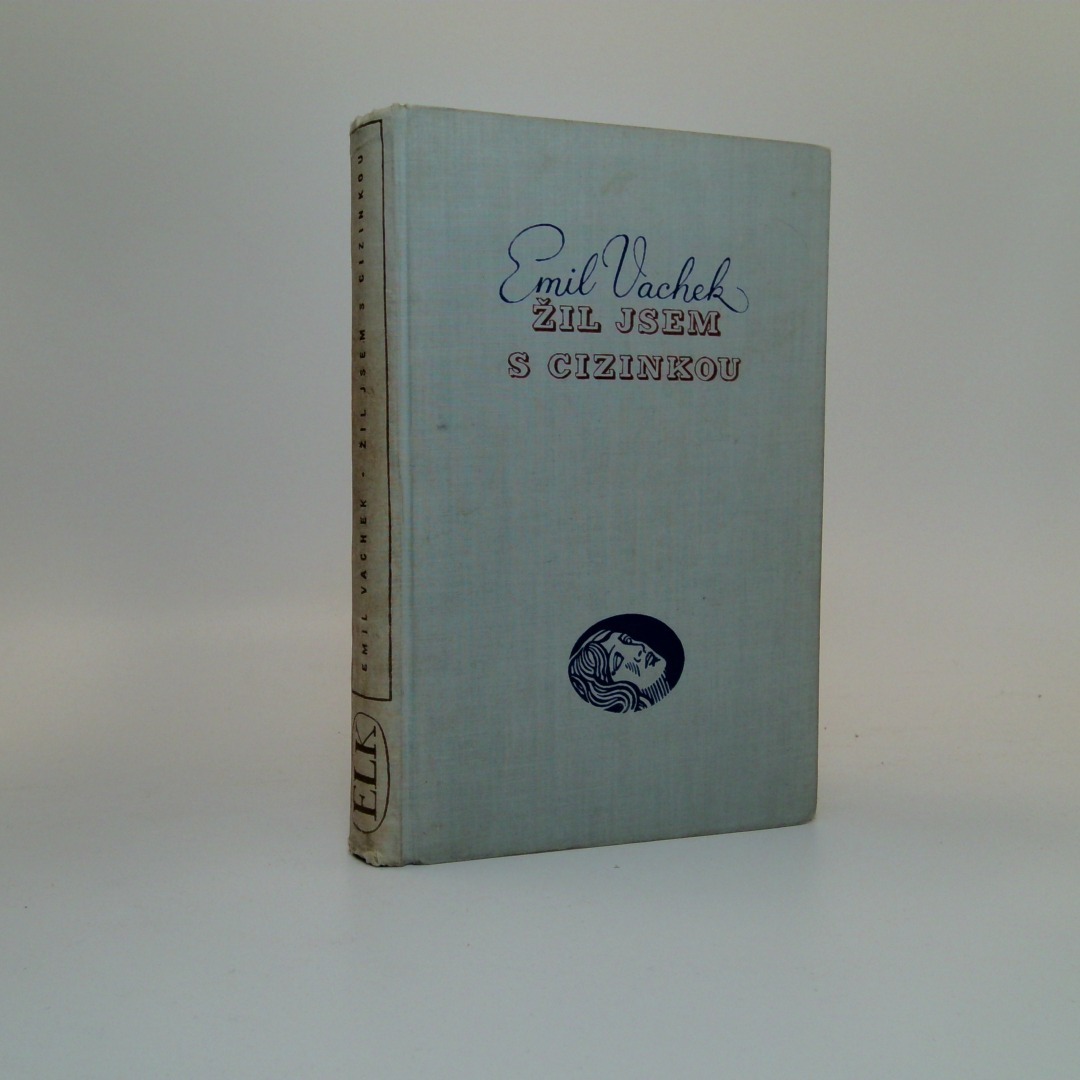 Emil Vachek
ŽIL JSEM
S CIZINKOU
EMIL VACHEK - ŽIL JSEM S CIZINKOU
ELK